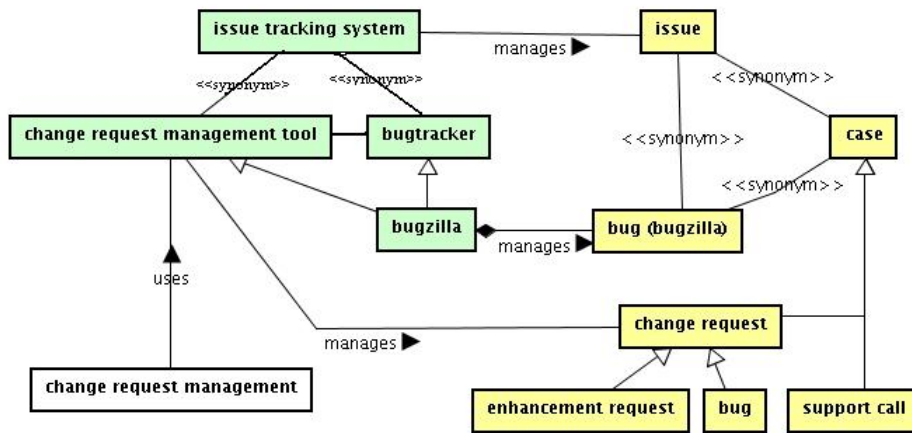 issue tracking system
manages
issue
<<synonym>>
<<synonym>>
<<synonym>>
change request management tool
bugtracker
<<synonym>>
case
<<synonym>>
bugzilla
manages
bug (bugzilla)
uses
change request
manages
change request management
enhancement request
bug
support call